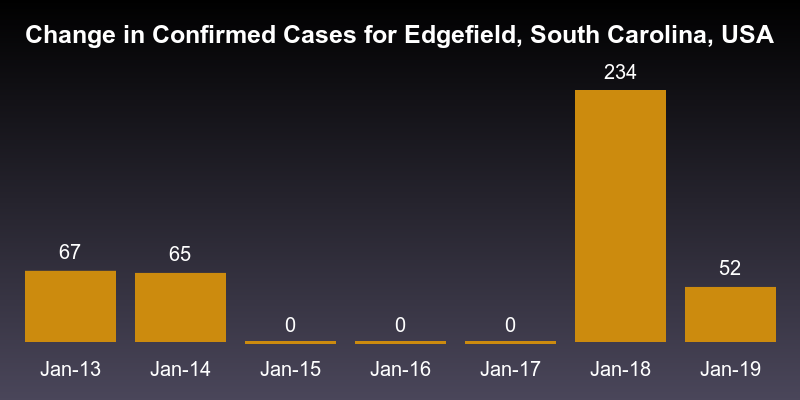 Change in Confirmed Cases for Edgefield, South Carolina, USA
234
67
65
52
0
0
0
Jan-13
Jan-14
Jan-15
Jan-16
Jan-17
Jan-18
Jan-19